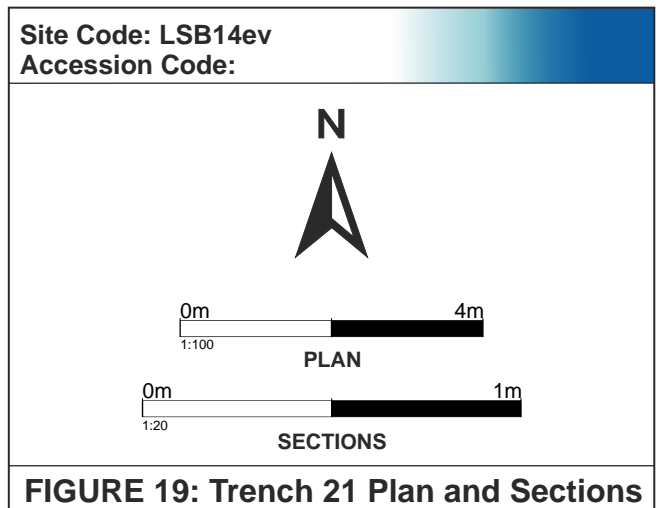 Site Code: LSB14ev
Accession Code:
N
0m 4m
1:100
PLAN
0m 1m
1:20
SECTIONS
FIGURE 19: Trench 21 Plan and Sections